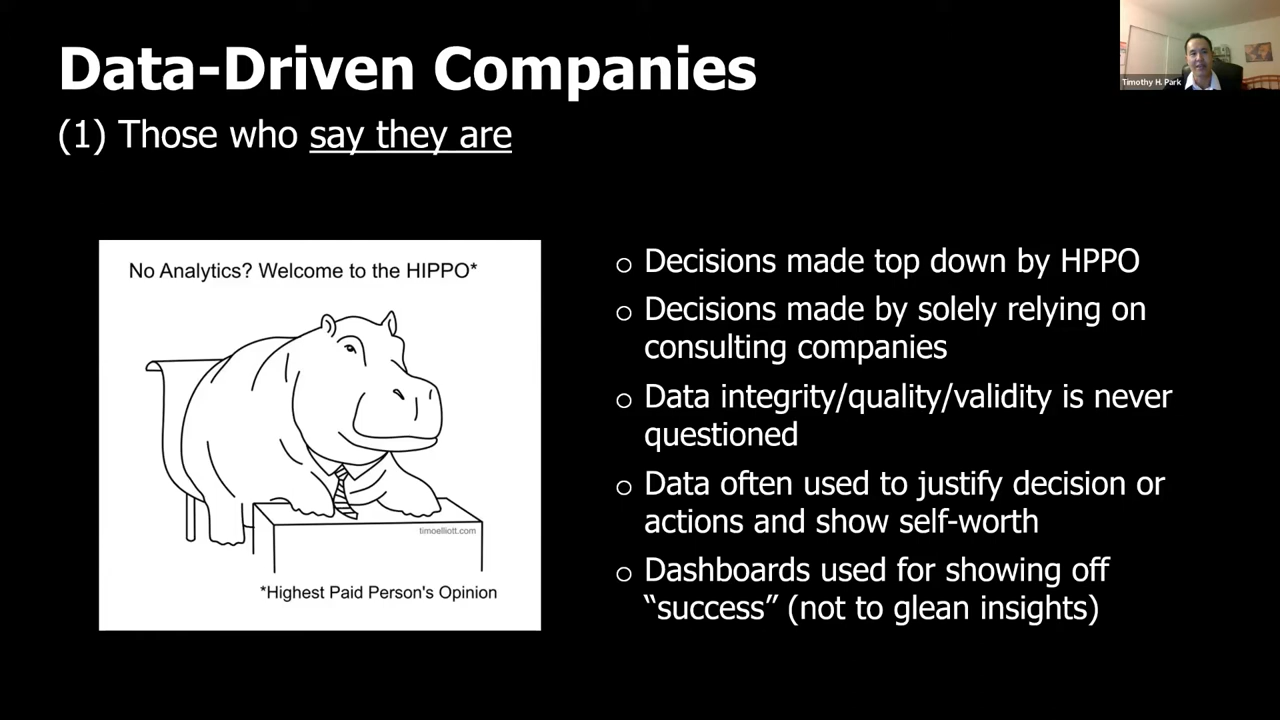 Data-Driven Companies
(1) Those who say they are
Timothy H. Park
No Analytics? Welcome to the HIPPO*
timoelliott.com
*Highest Paid Person's Opinion
o Decisions made top down by HPPO
o Decisions made by solely relying on
consulting companies
o Data integrity/quality/validity is never
questioned
o Data often used to justify decision or
actions and show self-worth
o Dashboards used for showing off
“success” (not to glean insights)